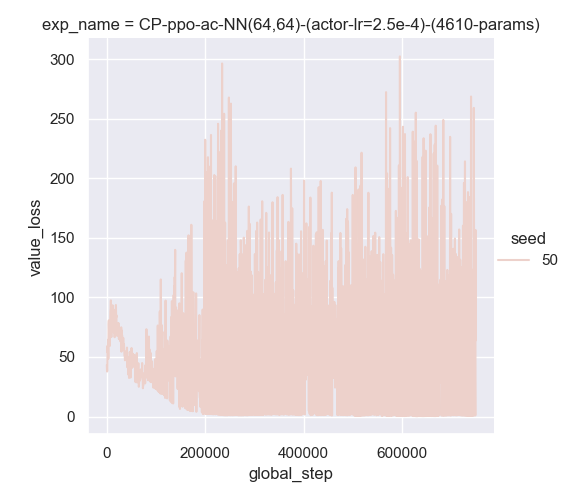 exp_name = CP-ppo-ac-NN(64,64)-(actor-lr=2.5e-4)-(4610-params)
300
250
200
150
100
50
0
value_loss
0 200000 400000 600000
global_step
seed
50